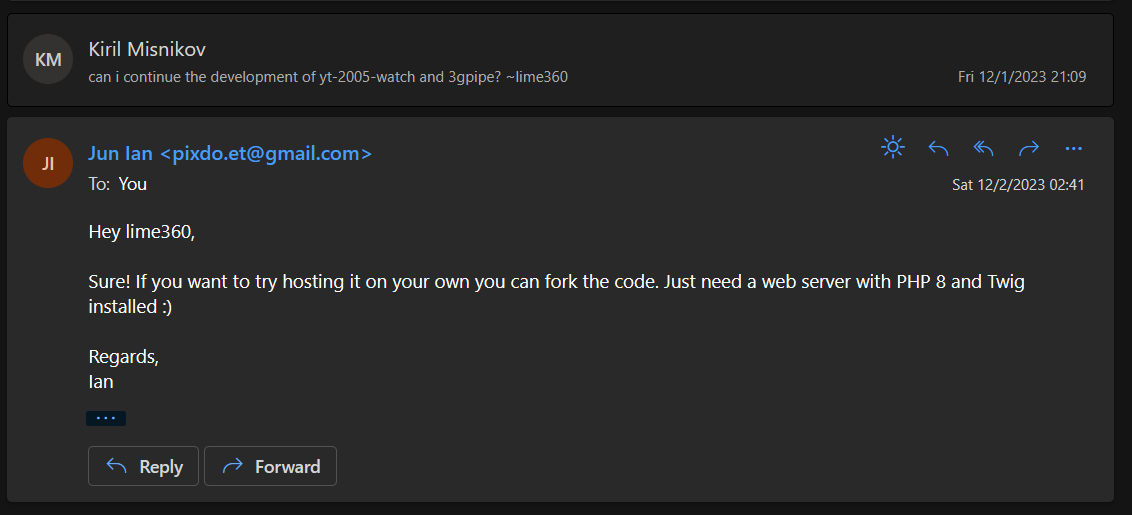 KM
Kiril Misnikov
can i continue the development of yt-2005-watch and 3gpipe? ~lime360
Fri 12/1/2023 21:09
JI
Jun Ian <pixdo.et@gmail.com>
To: You
Sat 12/2/2023 02:41
Hey lime360,
Sure! If you want to try hosting it on your own you can fork the code. Just need a web server with PHP 8 and Twig
installed :)
Regards,
Ian
Reply
Forward